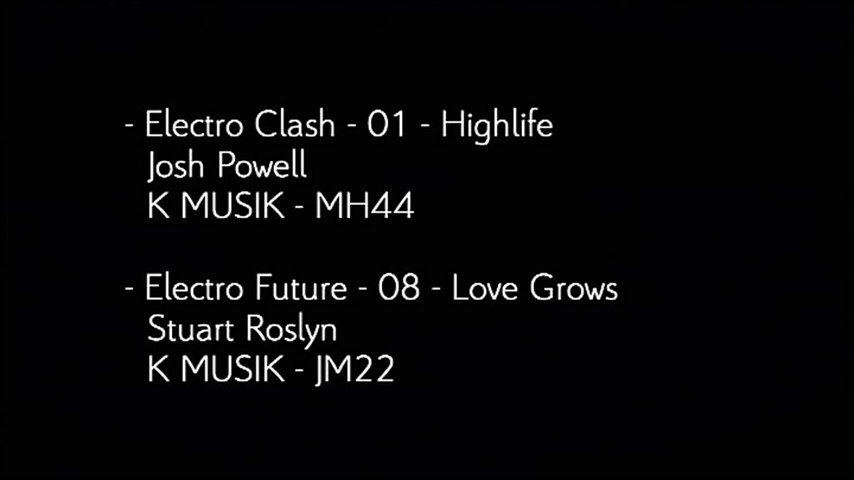 - Electro Clash - 01 - Highlife
Josh Powell
K MUSIK - MH44
- Electro Future - 08 - Love Grows
Stuart Roslyn
K MUSIK - JM22